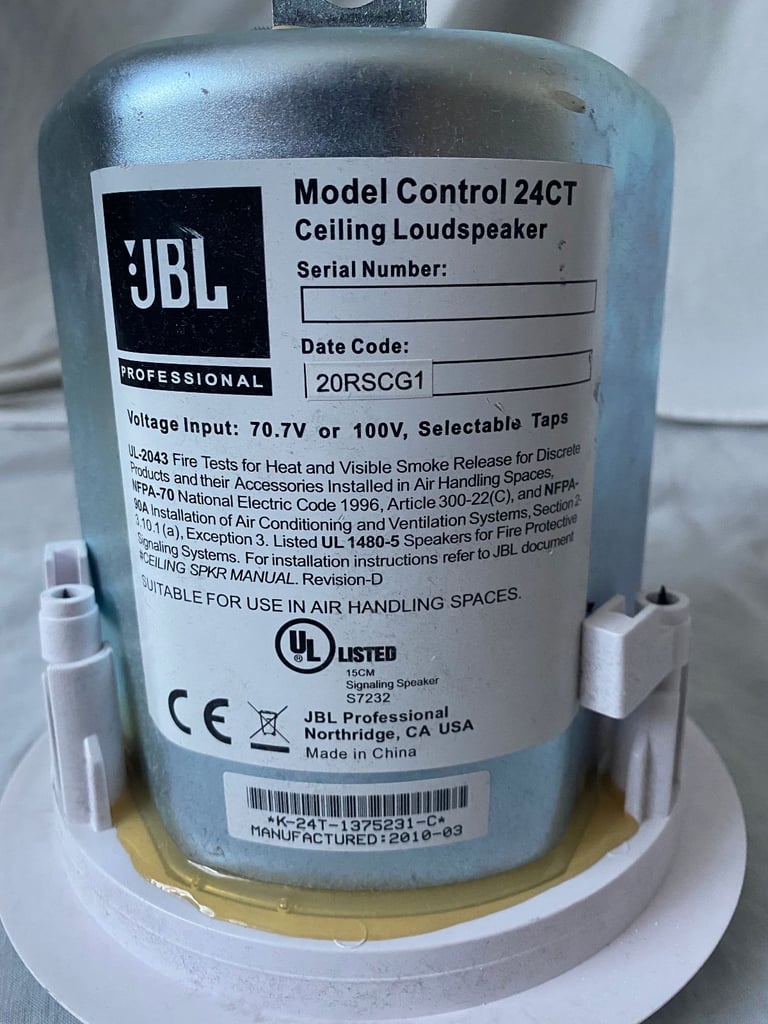 JBL
PROFESSIONAL
Model Control 24CT
Ceiling Loudspeaker
Serial Number:
Date Code:
20RSCG1
Voltage Input: 70.7V or 100V, Selectable Taps
UL-2043 Fire Tests for Heat and Visible Smoke Release for Discrete
Products and their Accessories Installed in Air Handling Spaces,
NFPA-70 National Electric Code 1996, Article 300-22(C), and NFPA-
90A Installation of Air Conditioning and Ventilation Systems, Section 2-
3.10.1 (a), Exception 3. Listed UL 1480-5 Speakers for Fire Protective
Signaling Systems. For installation instructions refer to JBL document
#CEILING SPKR MANUAL. Revision-D
SUITABLE FOR USE IN AIR HANDLING SPACES.
UL ® LISTED
15CM
Signaling Speaker
S7232
CE
JBL Professional
Northridge, CA USA
Made in China
*K-24T-1375231-C*
MANUFACTURED:2010-03